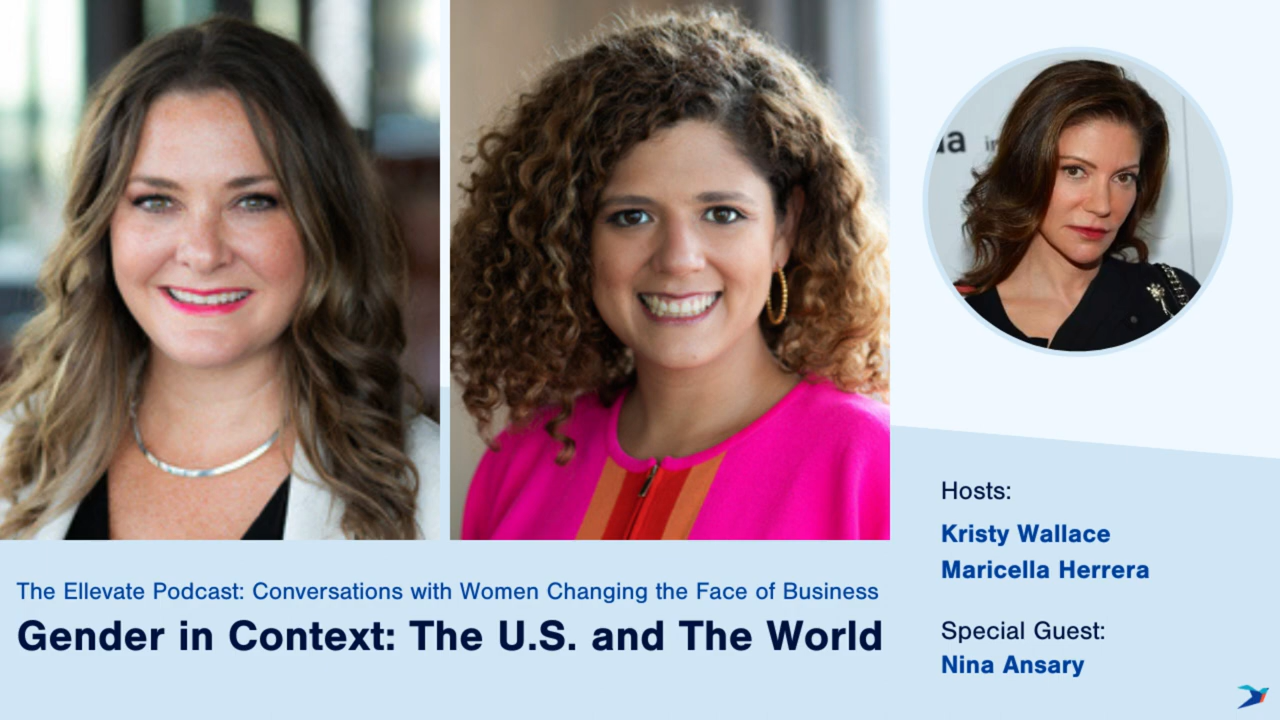 The Ellevate Podcast: Conversations with Women Changing the Face of Business
Gender in Context: The U.S. and The World
Hosts:
Kristy Wallace
Maricella Herrera
Special Guest:
Nina Ansary